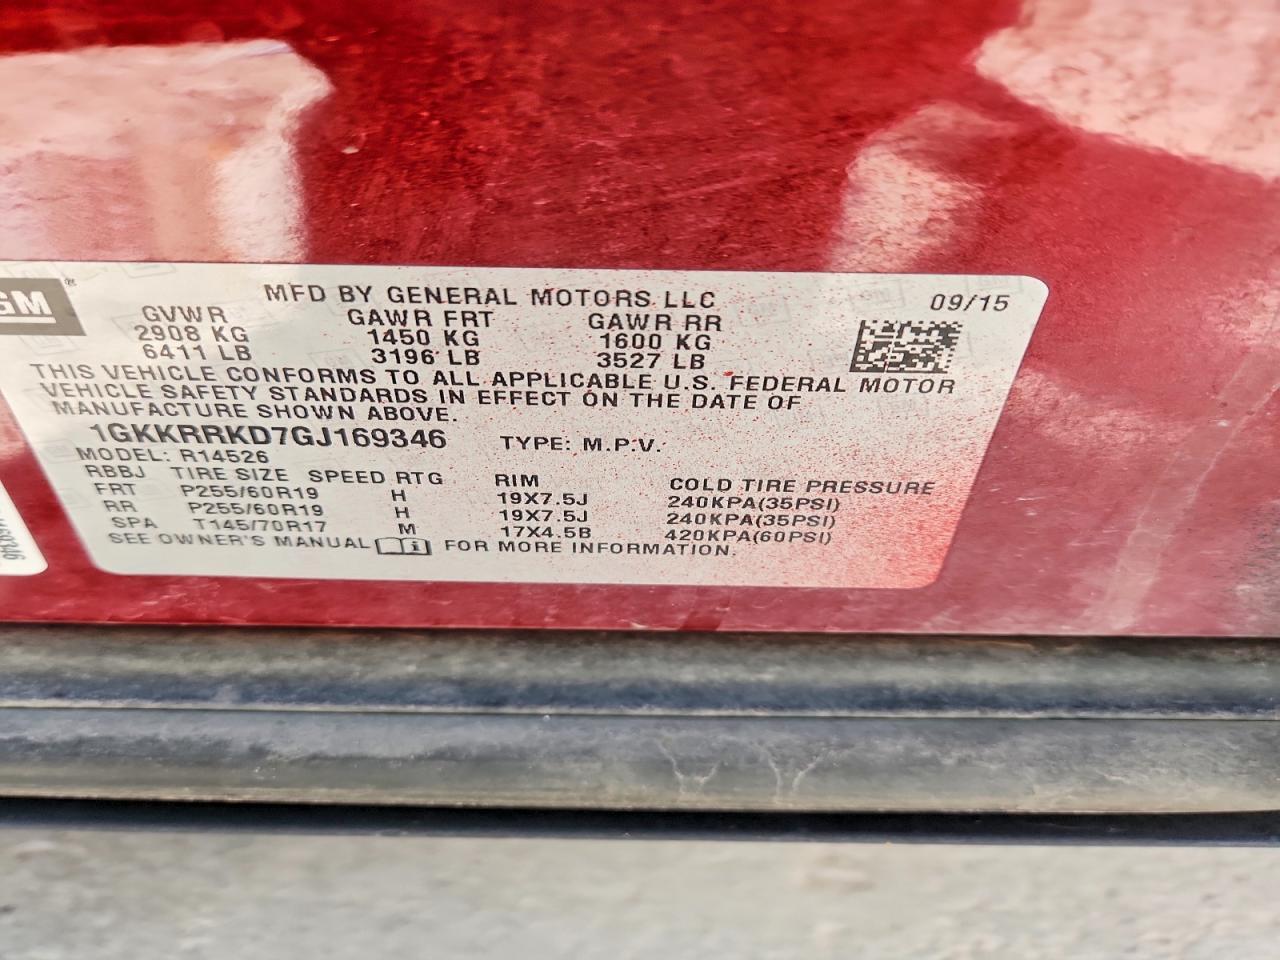 GM®
MFD BY GENERAL MOTORS LLC 09/15
GVWR GAWR FRT GAWR RR
2908 KG 1450 KG 1600 KG
6411 LB 3196 LB 3527 LB
THIS VEHICLE CONFORMS TO ALL APPLICABLE U.S. FEDERAL MOTOR
VEHICLE SAFETY STANDARDS IN EFFECT ON THE DATE OF
MANUFACTURE SHOWN ABOVE.
1GKKRRKD7GJ169346 TYPE: M.P.V.
MODEL: R14526
RBBJ TIRE SIZE SPEED RTG RIM COLD TIRE PRESSURE
FRT P255/60R19 H 19X7.5J 240KPA(35PSI)
RR P255/60R19 H 19X7.5J 240KPA(35PSI)
SPA T145/70R17 M 17X4.5B 420KPA(60PSI)
SEE OWNER'S MANUAL FOR MORE INFORMATION.